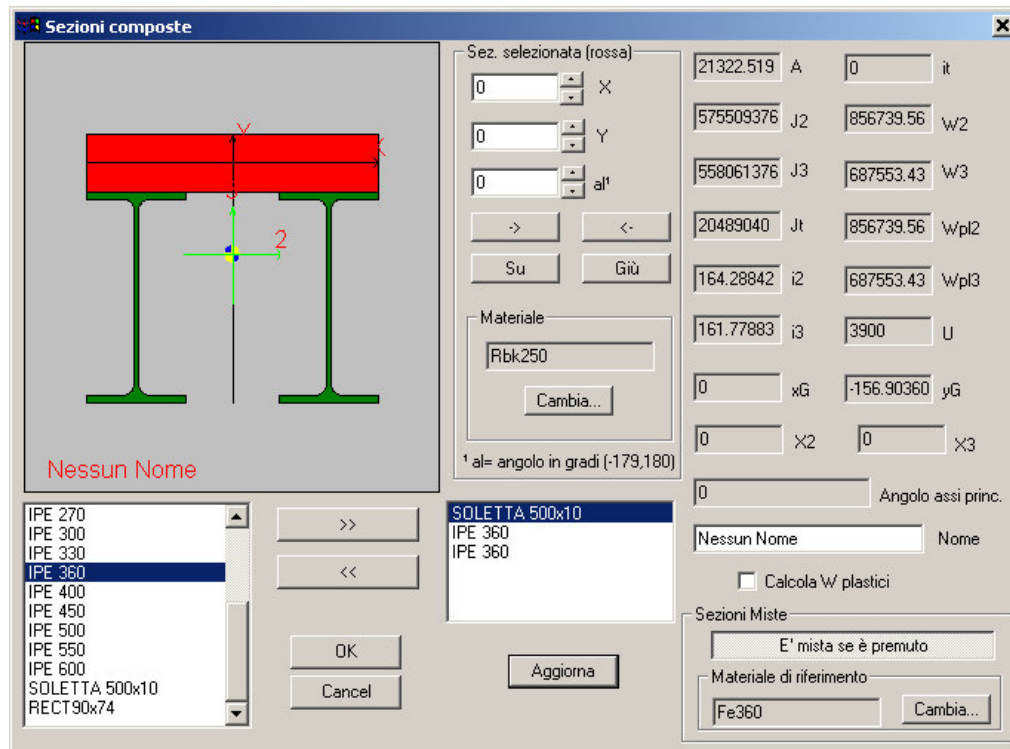 Sezioni composte
Y
X
3
2
Nessun Nome
Sez. selezionata (rossa)
0 X
0 Y
0 al¹
-> <-
Su Giù
Materiale
Rbk250
Cambia...
¹ al= angolo in gradi (-179,180)
21322.519 A 0 it
575509376 J2 856739.56 W2
558061376 J3 687553.43 W3
20489040 Jt 856739.56 Wpl2
164.28842 i2 687553.43 Wpl3
161.77883 i3 3900 U
0 xG -156.90360 yG
0 X2 0 X3
0 Angolo assi princ.
Nessun Nome Nome
Calcola W plastici
Sezioni Miste
E' mista se è premuto
Materiale di riferimento
Fe360 Cambia...
IPE 270
IPE 300
IPE 330
IPE 360
IPE 400
IPE 450
IPE 500
IPE 550
IPE 600
SOLETTA 500x10
RECT90x74
>>
<<
OK
Cancel
SOLETTA 500x10
IPE 360
IPE 360
Aggiorna